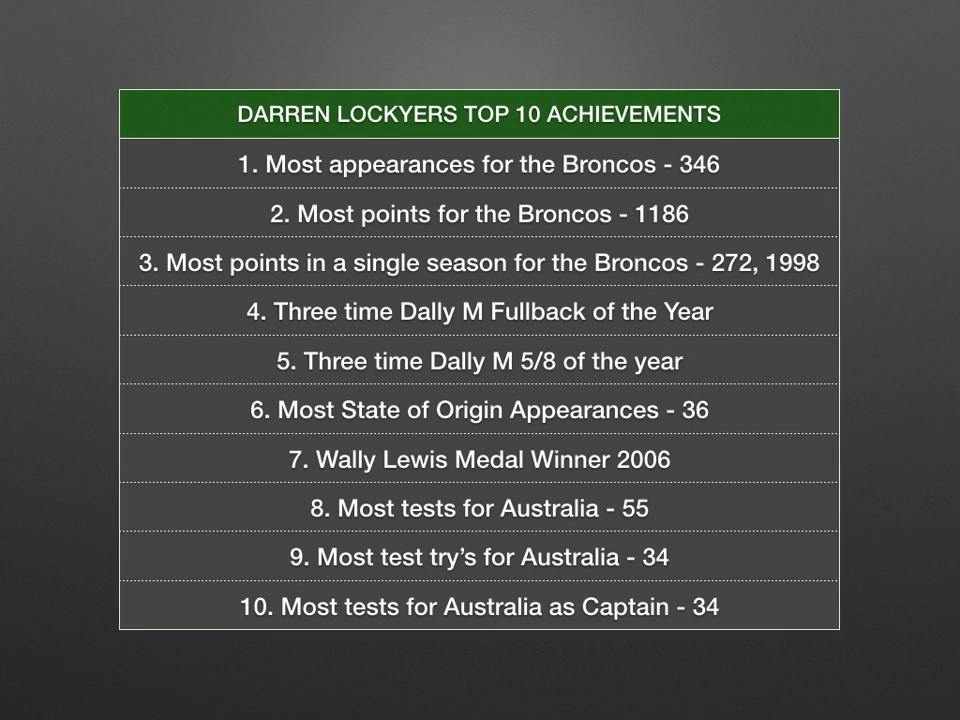 DARREN LOCKYERS TOP 10 ACHIEVEMENTS
1. Most appearances for the Broncos - 346
2. Most points for the Broncos - 1186
3. Most points in a single season for the Broncos - 272, 1998
4. Three time Dally M Fullback of the Year
5. Three time Dally M 5/8 of the year
6. Most State of Origin Appearances - 36
7. Wally Lewis Medal Winner 2006
8. Most tests for Australia - 55
9. Most test try’s for Australia - 34
10. Most tests for Australia as Captain - 34